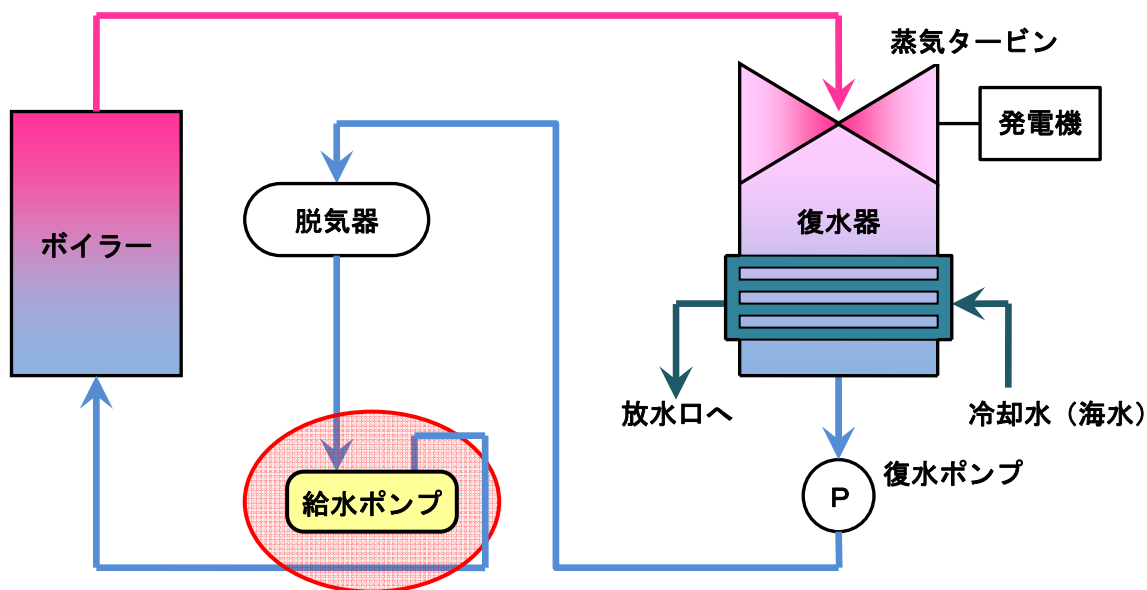 蒸気タービン
発電機
脱気器
復水器
ボイラー
放水口へ
冷却水（海水）
復水ポンプ
給水ポンプ
P